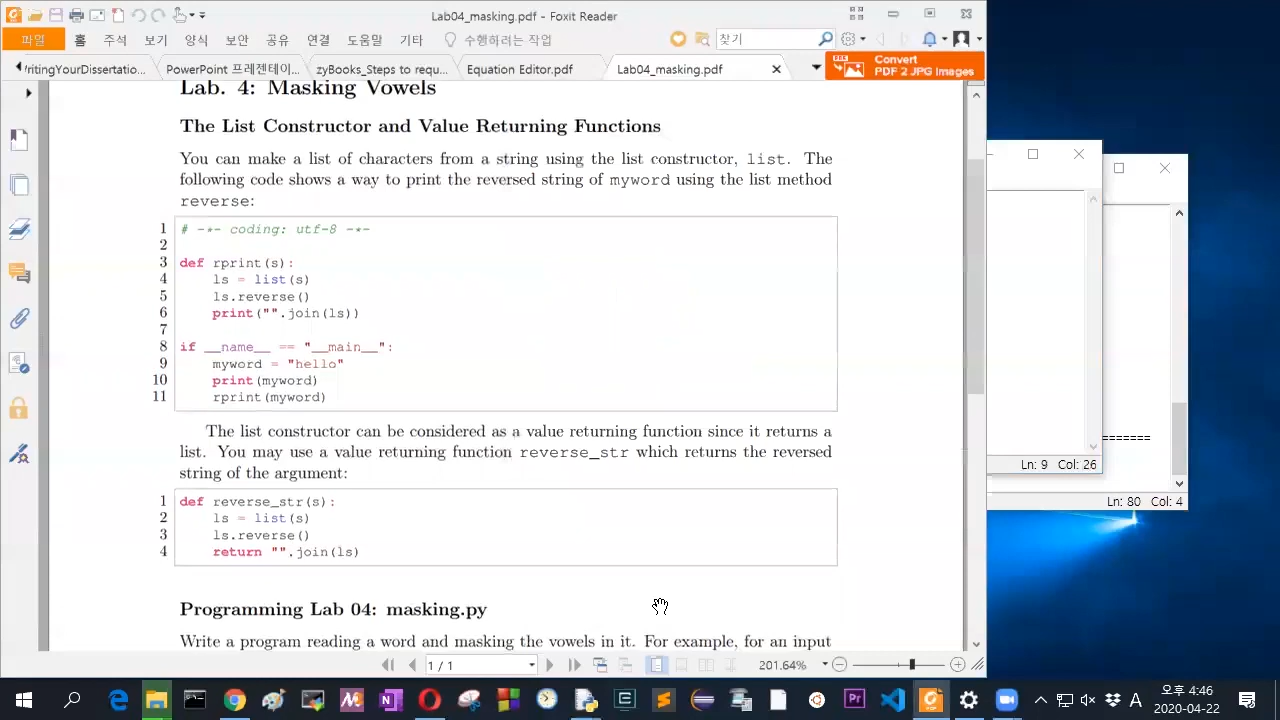 Lab04_masking.pdf - Foxit Reader
파일 홈 주석 보기 양식 보안 공유 연결 도움말 기타 수행하려는 작업 찾기
ritingYourDissertati... PowerPoint 프레젠테이... zyBooks_Steps to requ... Equation Editor.pdf Lab04_masking.pdf
Convert
PDF 2 JPG Images
Lab. 4: Masking Vowels
The List Constructor and Value Returning Functions
You can make a list of characters from a string using the list constructor, list. The
following code shows a way to print the reversed string of myword using the list method
reverse:
1 # -*- coding: utf-8 -*-
2
3 def rprint(s):
4 ls = list(s)
5 ls.reverse()
6 print("".join(ls))
7
8 if __name__ == "__main__":
9 myword = "hello"
10 print(myword)
11 rprint(myword)
The list constructor can be considered as a value returning function since it returns a
list. You may use a value returning function reverse_str which returns the reversed
string of the argument:
1 def reverse_str(s):
2 ls = list(s)
3 ls.reverse()
4 return "".join(ls)
Programming Lab 04: masking.py
Write a program reading a word and masking the vowels in it. For example, for an input
1 / 1
201.64%
=======
Ln: 9 Col: 26
Ln: 80 Col: 4
A
오후 4:46
2020-04-22